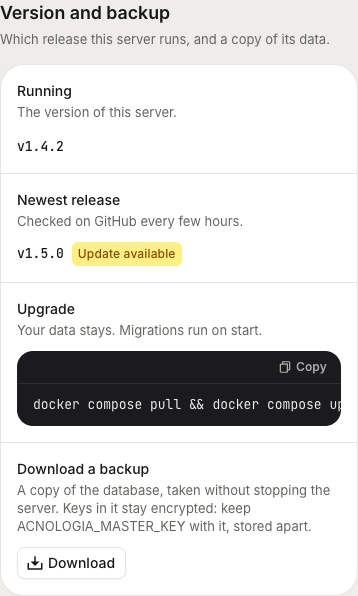 Version and backup
Which release this server runs, and a copy of its data.
Running
The version of this server.
v1.4.2
Newest release
Checked on GitHub every few hours.
v1.5.0 Update available
Upgrade
Your data stays. Migrations run on start.
Copy
docker compose pull && docker compose up
Download a backup
A copy of the database, taken without stopping the
server. Keys in it stay encrypted: keep
ACNOLOGIA_MASTER_KEY with it, stored apart.
Download